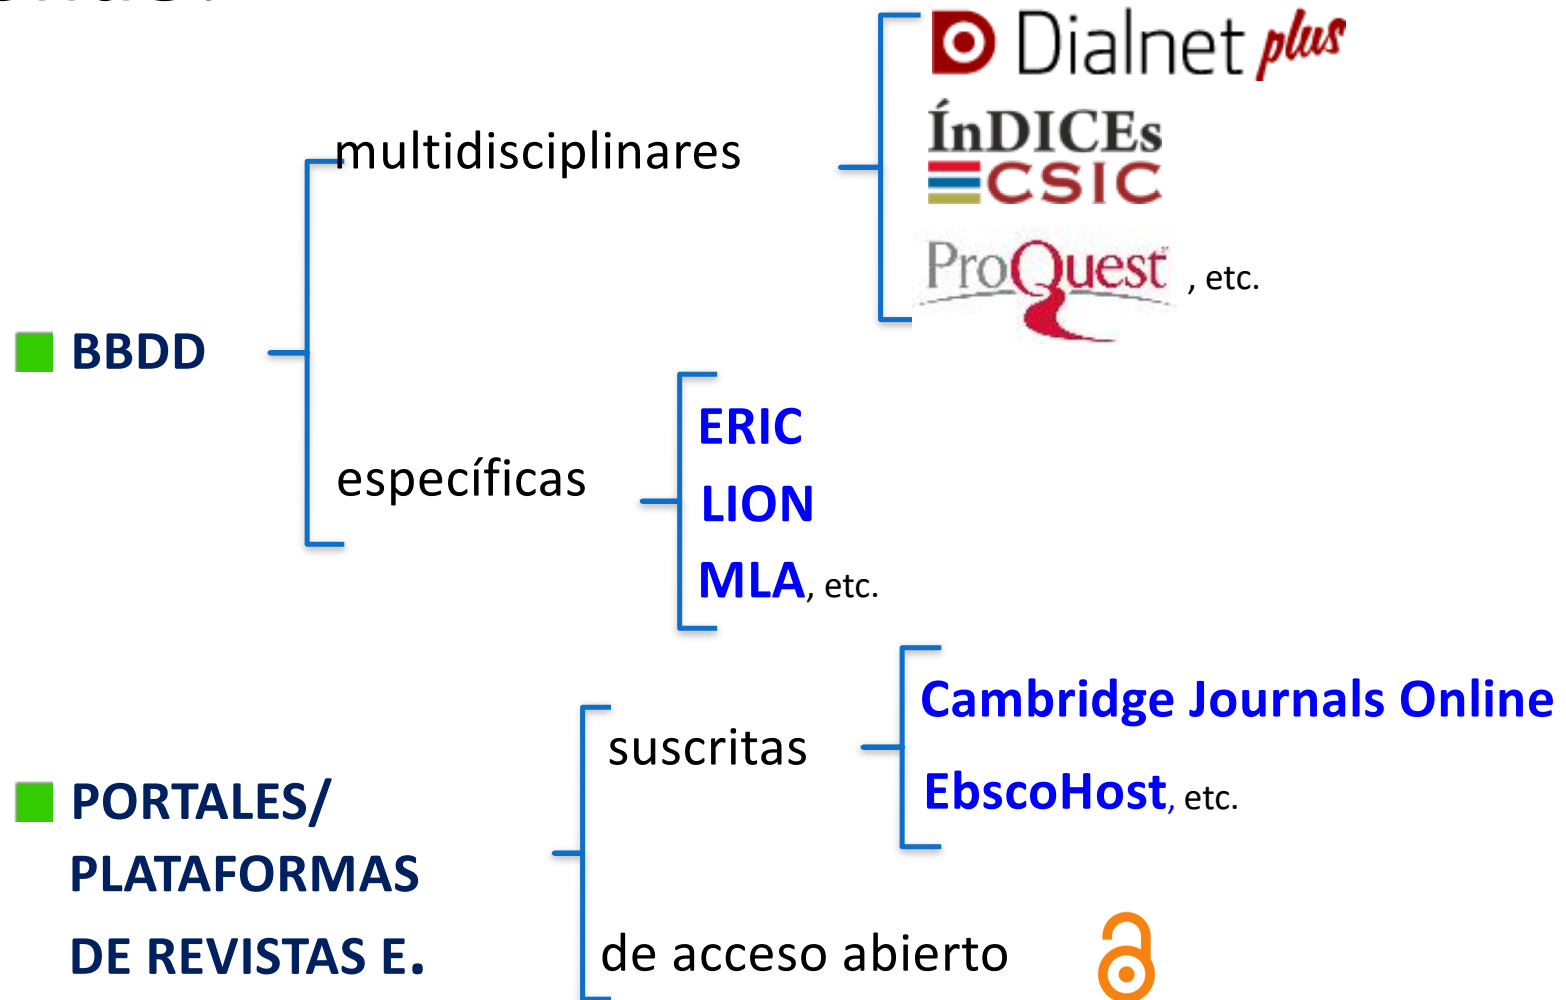 Dialnet plus
multidisciplinares
ÍnDICEs
CSIC
ProQuest , etc.
BBDD
ERIC
específicas
LION
MLA, etc.
Cambridge Journals Online
suscritas
EbscoHost, etc.
PORTALES/
PLATAFORMAS
DE REVISTAS E.
de acceso abierto